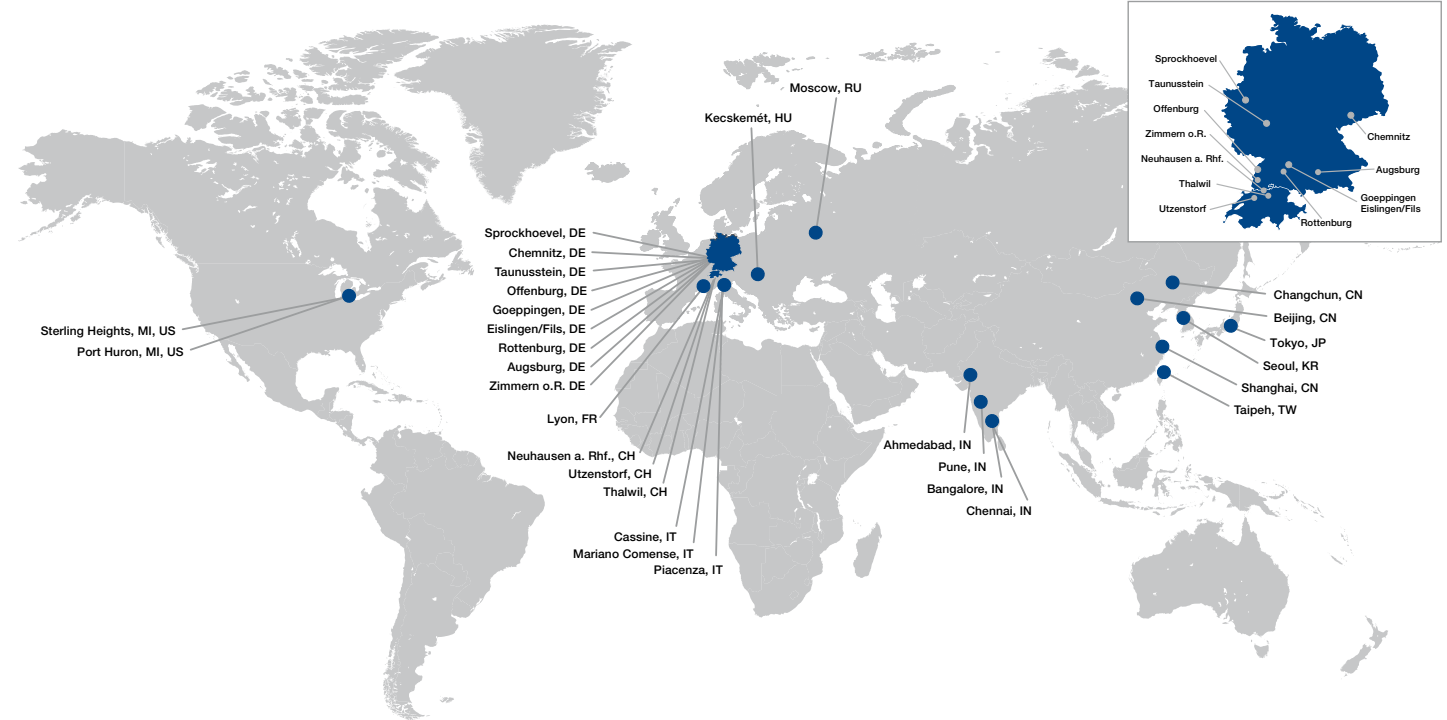 Moscow, RU
Kecskemét, HU
Sprockhoevel, DE
Chemnitz, DE
Taunusstein, DE
Offenburg, DE
Goeppingen, DE
Eislingen/Fils, DE
Rottenburg, DE
Augsburg, DE
Zimmern o.R. DE
Lyon, FR
Neuhausen a. Rhf., CH
Utzenstorf, CH
Thalwil, CH
Cassine, IT
Mariano Comense, IT
Piacenza, IT
Sterling Heights, MI, US
Port Huron, MI, US
Ahmedabad, IN
Pune, IN
Bangalore, IN
Chennai, IN
Changchun, CN
Beijing, CN
Tokyo, JP
Seoul, KR
Shanghai, CN
Taipeh, TW
Sprockhoevel
Taunusstein
Offenburg
Zimmern o.R.
Neuhausen a. Rhf.
Thalwil
Utzenstorf
Chemnitz
Augsburg
Goeppingen
Eislingen/Fils
Rottenburg